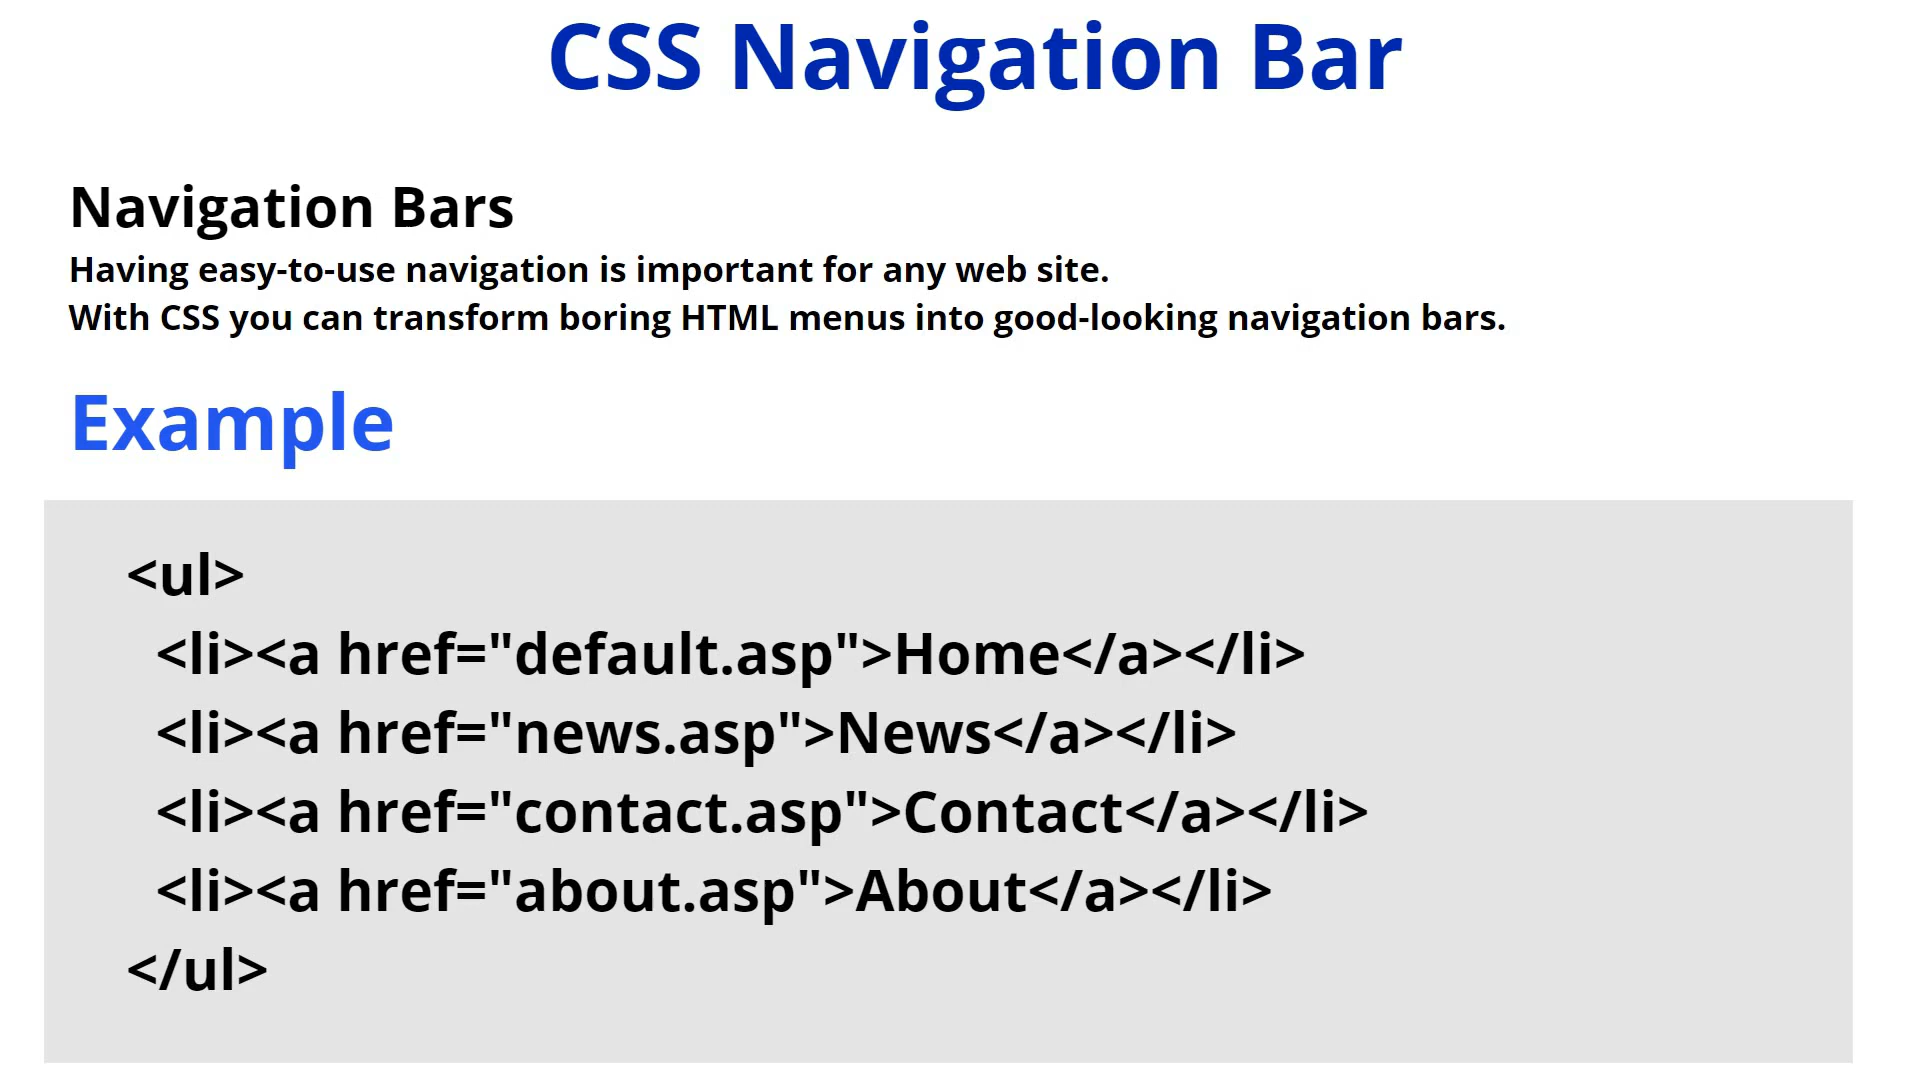 CSS Navigation Bar
Navigation Bars
Having easy-to-use navigation is important for any web site.
With CSS you can transform boring HTML menus into good-looking navigation bars.
Example
<ul>
  <li><a href="default.asp">Home</a></li>
  <li><a href="news.asp">News</a></li>
  <li><a href="contact.asp">Contact</a></li>
  <li><a href="about.asp">About</a></li>
</ul>